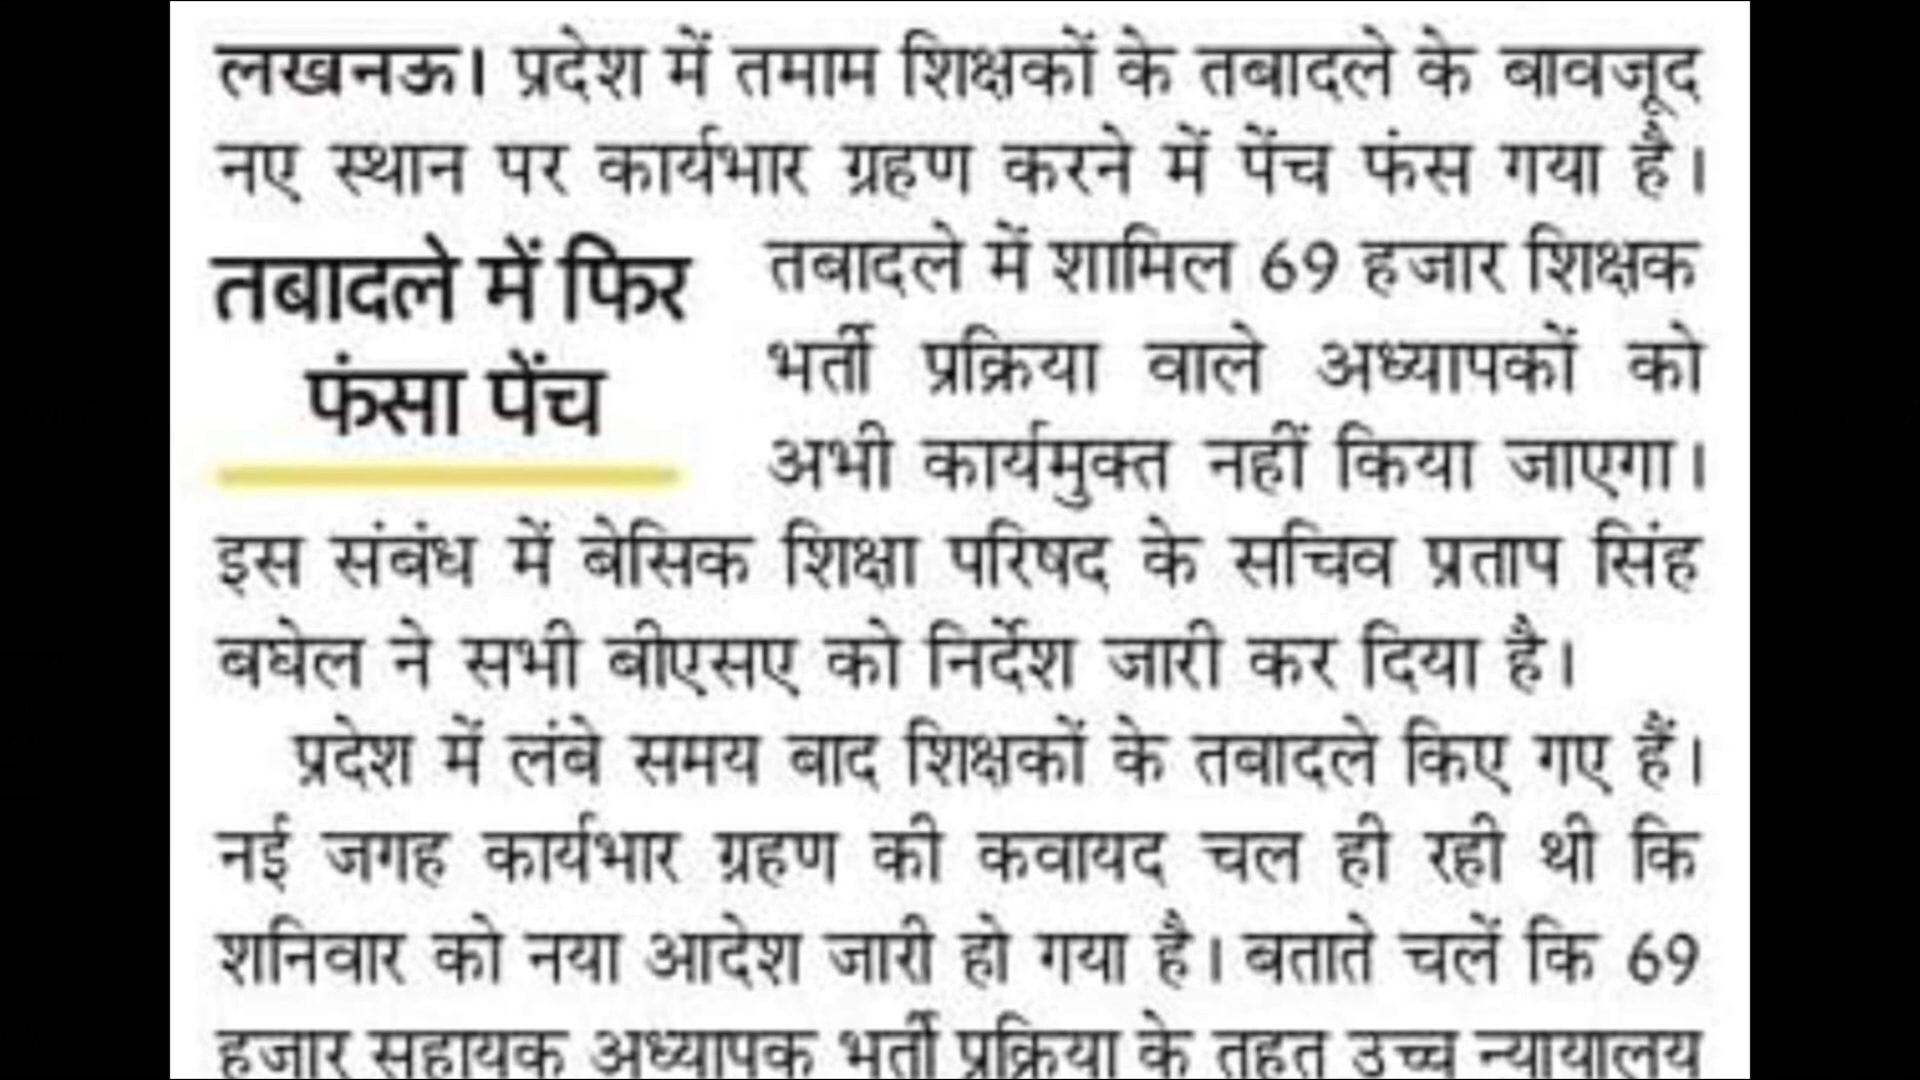 लखनऊ। प्रदेश में तमाम शिक्षकों के तबादले के बावजूद
नए स्थान पर कार्यभार ग्रहण करने में पेंच फंस गया है।
तबादले में फिर
फंसा पेंच
तबादले में शामिल 69 हजार शिक्षक
भर्ती प्रक्रिया वाले अध्यापकों को
अभी कार्यमुक्त नहीं किया जाएगा।
इस संबंध में बेसिक शिक्षा परिषद के सचिव प्रताप सिंह
बघेल ने सभी बीएसए को निर्देश जारी कर दिया है।
प्रदेश में लंबे समय बाद शिक्षकों के तबादले किए गए हैं।
नई जगह कार्यभार ग्रहण की कवायद चल ही रही थी कि
शनिवार को नया आदेश जारी हो गया है। बताते चलें कि 69
हजार सहायक अध्यापक भर्ती प्रक्रिया के तहत उच्च न्यायालय